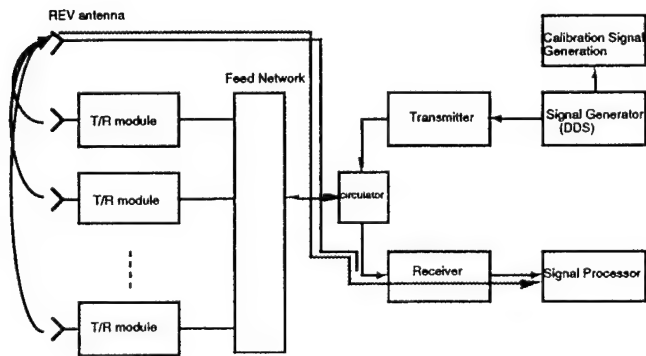 REV antenna
Calibration Signal
Generation
Feed Network
T/R module
Transmitter
Signal Generator
(DDS)
T/R module
circulator
Receiver
Signal Processor
T/R module